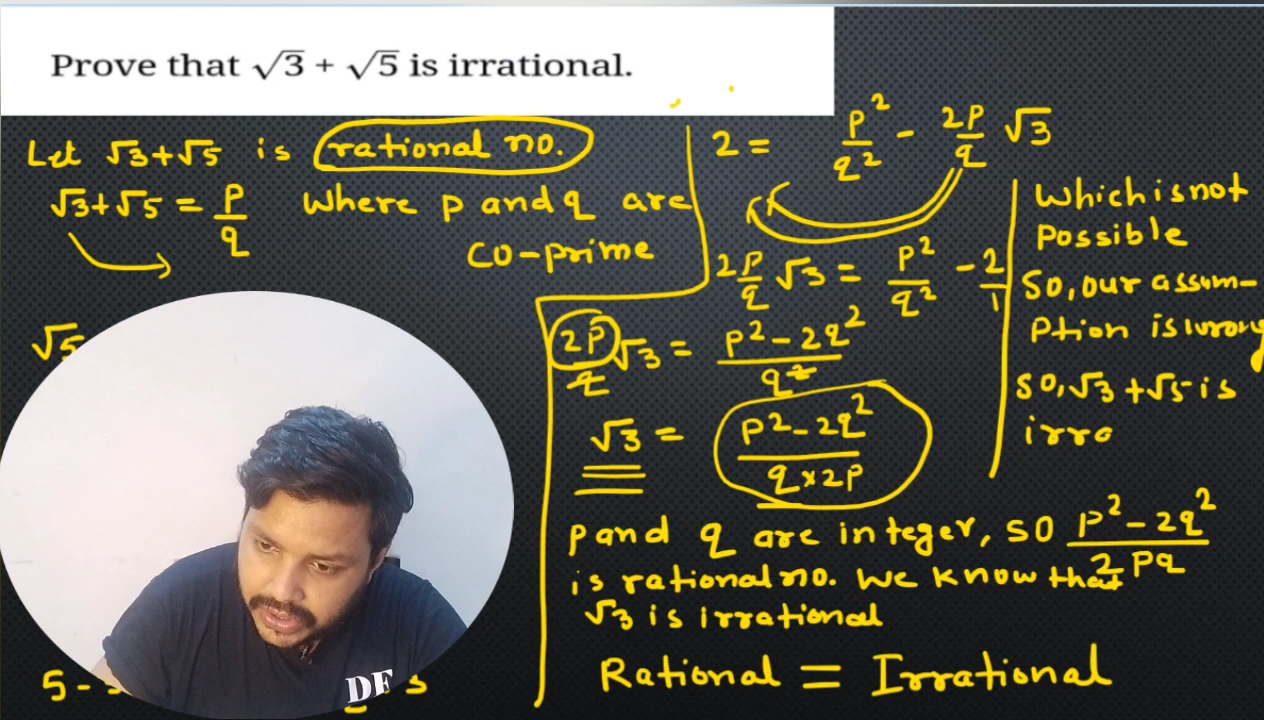 Prove that √3 + √5 is irrational.
Let √3+√5 is rational no.
√3+√5 = p/q where p and q are
co-prime
√5
5 -
DF
s
2 = p²/q² - 2p/q √3
2p/q √3 = p²/q² - 2/1
2p/q √3 = p²-2q²/q²
√3 = p²-2q²/q×2p
p and q are integer, so p²-2q²/2pq
is rational no. we know that
√3 is irrational
Rational = Irrational
which is not
possible
So, our assum-
ption is wrong
so, √3 + √5 is
irra